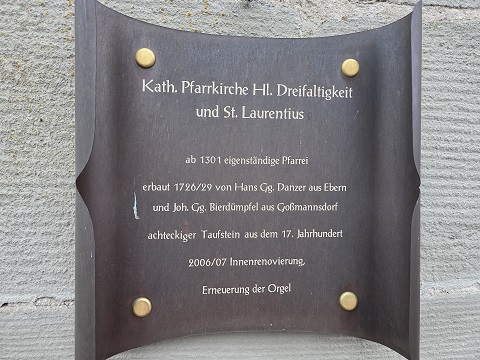 Kath. Pfarrkirche Hl. Dreifaltigkeit
und St. Laurentius
ab 1301 eigenständige Pfarrei
erbaut 1726/29 von Hans Gg. Danzer aus Ebern
und Joh. Gg. Bierdümpfel aus Goßmannsdorf
achteckiger Taufstein aus dem 17. Jahrhundert
2006/07 Innenrenovierung,
Erneuerung der Orgel